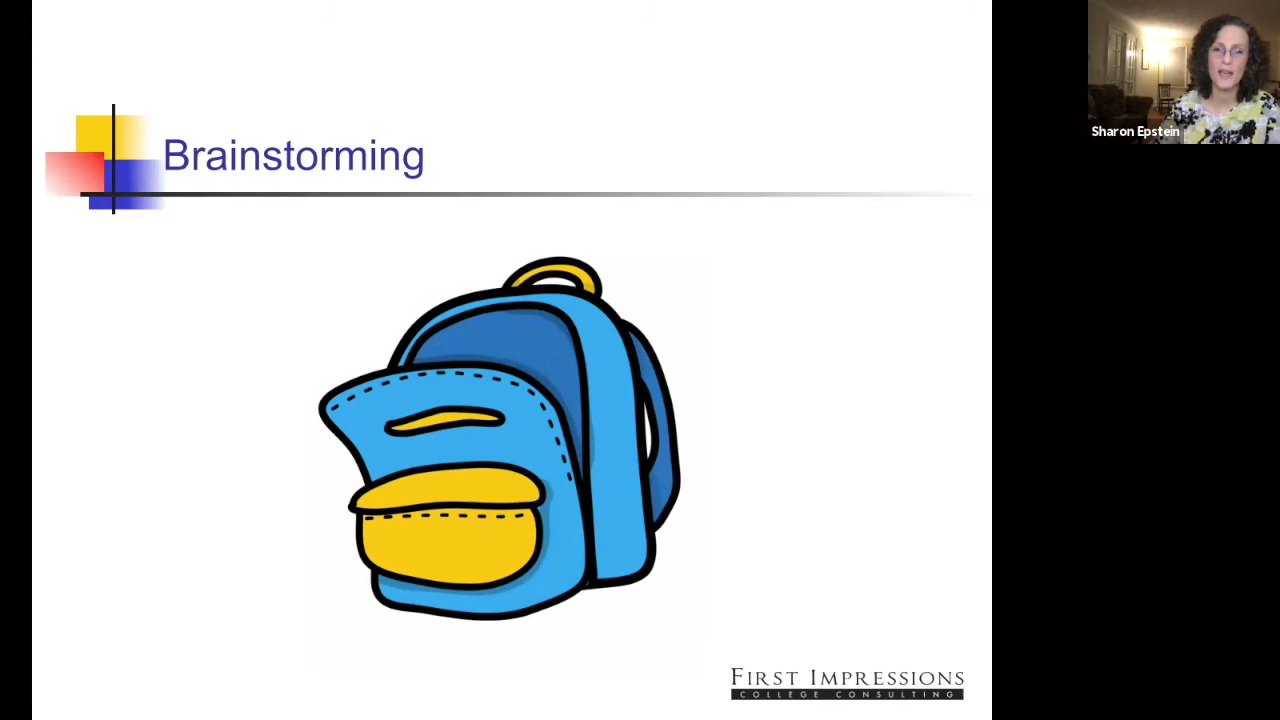 Brainstorming
Sharon Epstein
FIRST IMPRESSIONS
COLLEGE CONSULTING